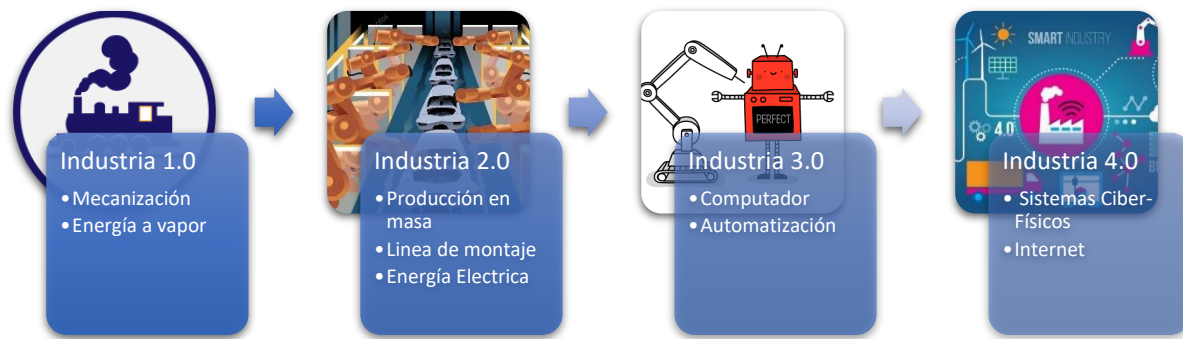 SMART INDUSTRY
PERFECT
4.0
Industria 1.0
•Mecanización
•Energía a vapor
Industria 2.0
•Producción en
masa
•Linea de montaje
•Energía Electrica
Industria 3.0
•Computador
•Automatización
Industria 4.0
• Sistemas Ciber-
Físicos
•Internet